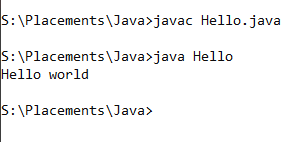 S:\Placements\Java>javac Hello.java
S:\Placements\Java>java Hello
Hello world
S:\Placements\Java>